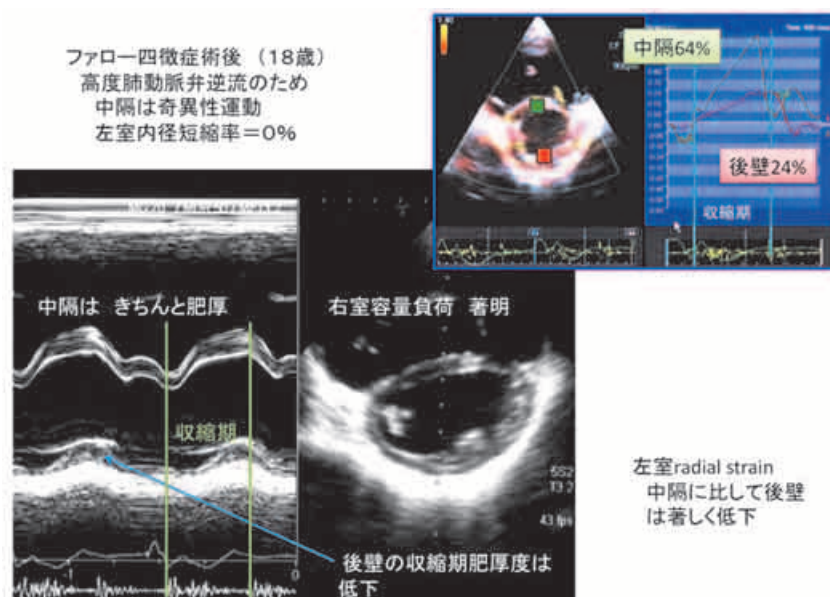 ファロー四徴症術後 (18歳)
高度肺動脈弁逆流のため
中隔は奇異性運動
左室内径短縮率=0%
中隔64%
後壁24%
収縮期
中隔は きちんと肥厚
右室容量負荷 著明
収縮期
後壁の収縮期肥厚度は
低下
左室radial strain
中隔に比して後壁
は著しく低下
43 fps
-1
0